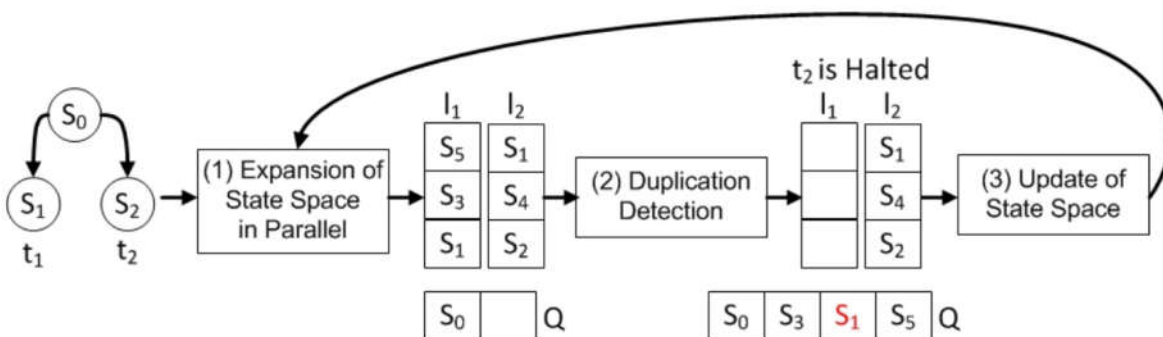 t2 is Halted
I1 I2 I1 I2
S0
S5 S1 S1
(1) Expansion of State Space in Parallel
(2) Duplication Detection
(3) Update of State Space
S1 S2 S3 S4 S4
t1 t2 S1 S2 S2
S0 Q S0 S3 S1 S5 Q